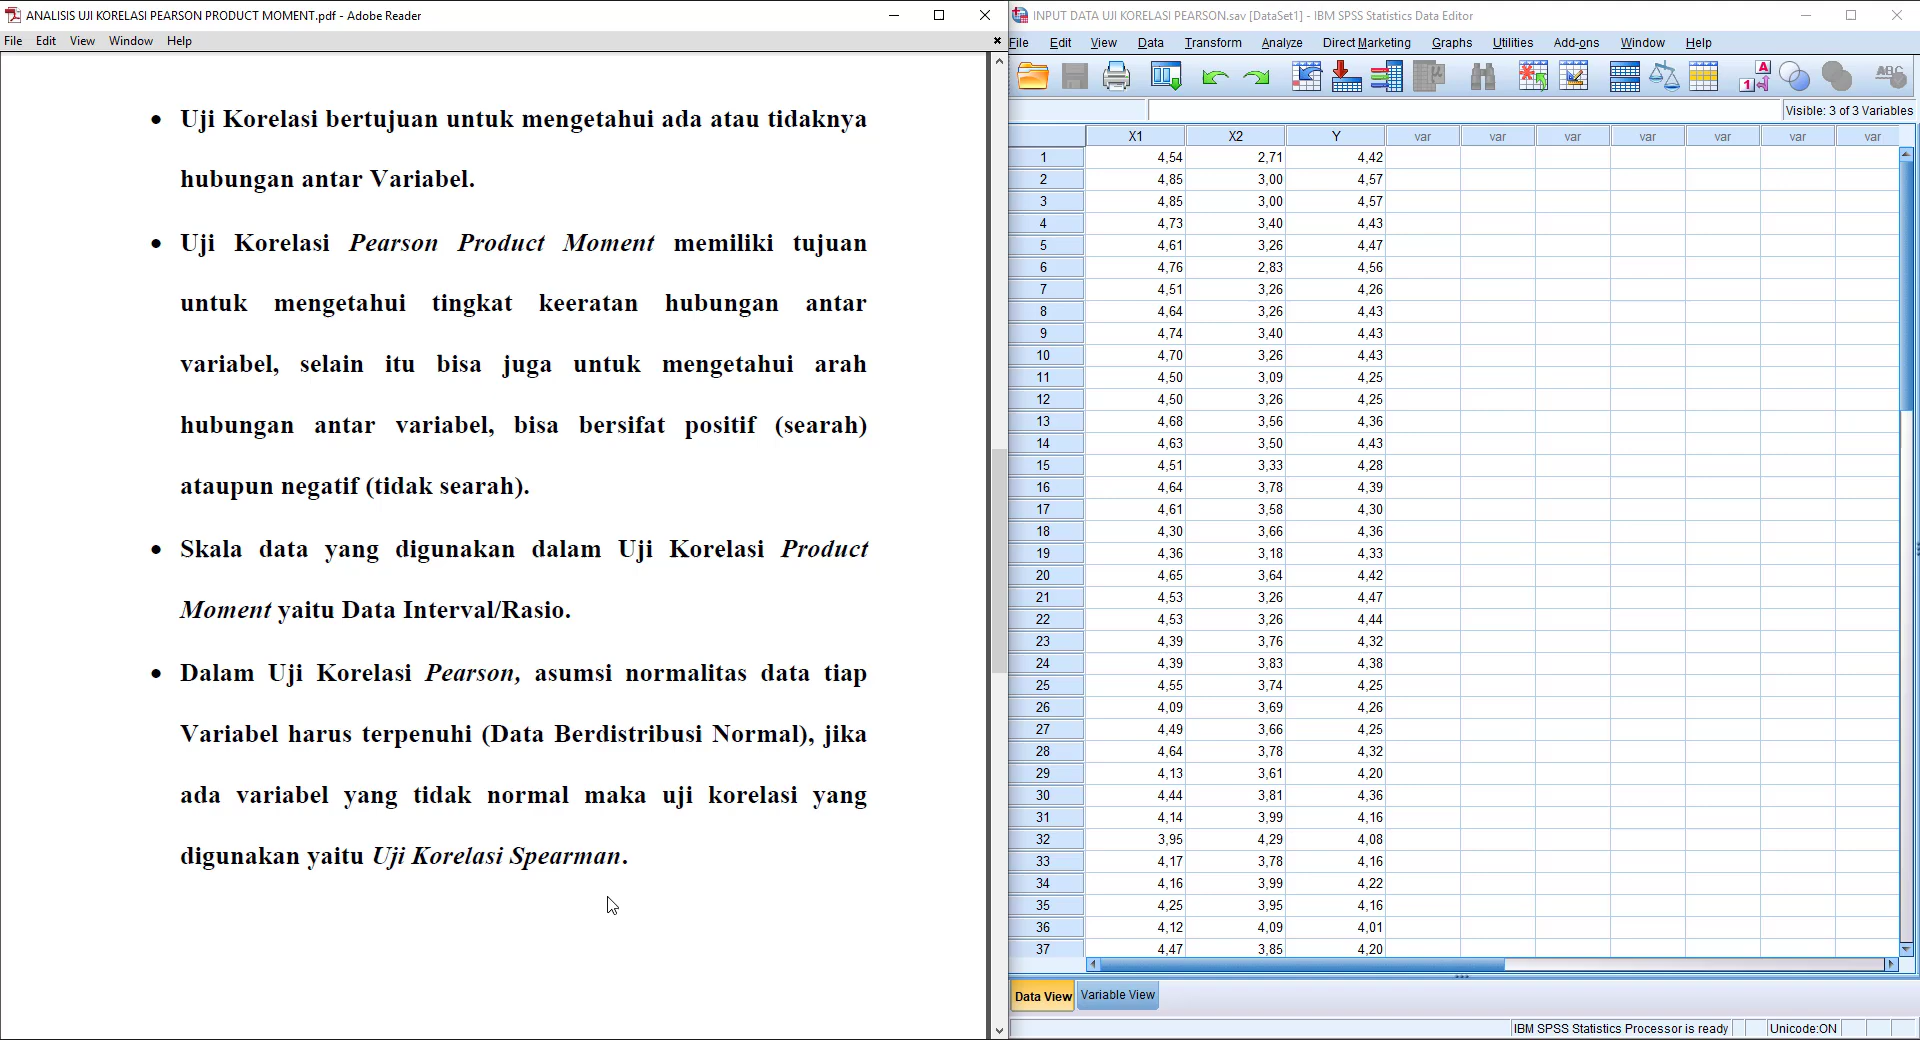 ANALISIS UJI KORELASI PEARSON PRODUCT MOMENT.pdf - Adobe Reader
File Edit View Window Help
• Uji Korelasi bertujuan untuk mengetahui ada atau tidaknya
hubungan antar Variabel.
• Uji Korelasi Pearson Product Moment memiliki tujuan
untuk mengetahui tingkat keeratan hubungan antar
variabel, selain itu bisa juga untuk mengetahui arah
hubungan antar variabel, bisa bersifat positif (searah)
ataupun negatif (tidak searah).
• Skala data yang digunakan dalam Uji Korelasi Product
Moment yaitu Data Interval/Rasio.
• Dalam Uji Korelasi Pearson, asumsi normalitas data tiap
Variabel harus terpenuhi (Data Berdistribusi Normal), jika
ada variabel yang tidak normal maka uji korelasi yang
digunakan yaitu Uji Korelasi Spearman.
INPUT DATA UJI KORELASI PEARSON.sav [DataSet1] - IBM SPSS Statistics Data Editor
File Edit View Data Transform Analyze Direct Marketing Graphs Utilities Add-ons Window Help
1 A ABC
Visible: 3 of 3 Variables
X1 X2 Y var var var var var var var
1 4,54 2,71 4,42
2 4,85 3,00 4,57
3 4,85 3,00 4,57
4 4,73 3,40 4,43
5 4,61 3,26 4,47
6 4,76 2,83 4,56
7 4,51 3,26 4,26
8 4,64 3,26 4,43
9 4,74 3,40 4,43
10 4,70 3,26 4,43
11 4,50 3,09 4,25
12 4,50 3,26 4,25
13 4,68 3,56 4,36
14 4,63 3,50 4,43
15 4,51 3,33 4,28
16 4,64 3,78 4,39
17 4,61 3,58 4,30
18 4,30 3,66 4,36
19 4,36 3,18 4,33
20 4,65 3,64 4,42
21 4,53 3,26 4,47
22 4,53 3,26 4,44
23 4,39 3,76 4,32
24 4,39 3,83 4,38
25 4,55 3,74 4,25
26 4,09 3,69 4,26
27 4,49 3,66 4,25
28 4,64 3,78 4,32
29 4,13 3,61 4,20
30 4,44 3,81 4,36
31 4,14 3,99 4,16
32 3,95 4,29 4,08
33 4,17 3,78 4,16
34 4,16 3,99 4,22
35 4,25 3,95 4,16
36 4,12 4,09 4,01
37 4,47 3,85 4,20
Data View Variable View
IBM SPSS Statistics Processor is ready Unicode:ON